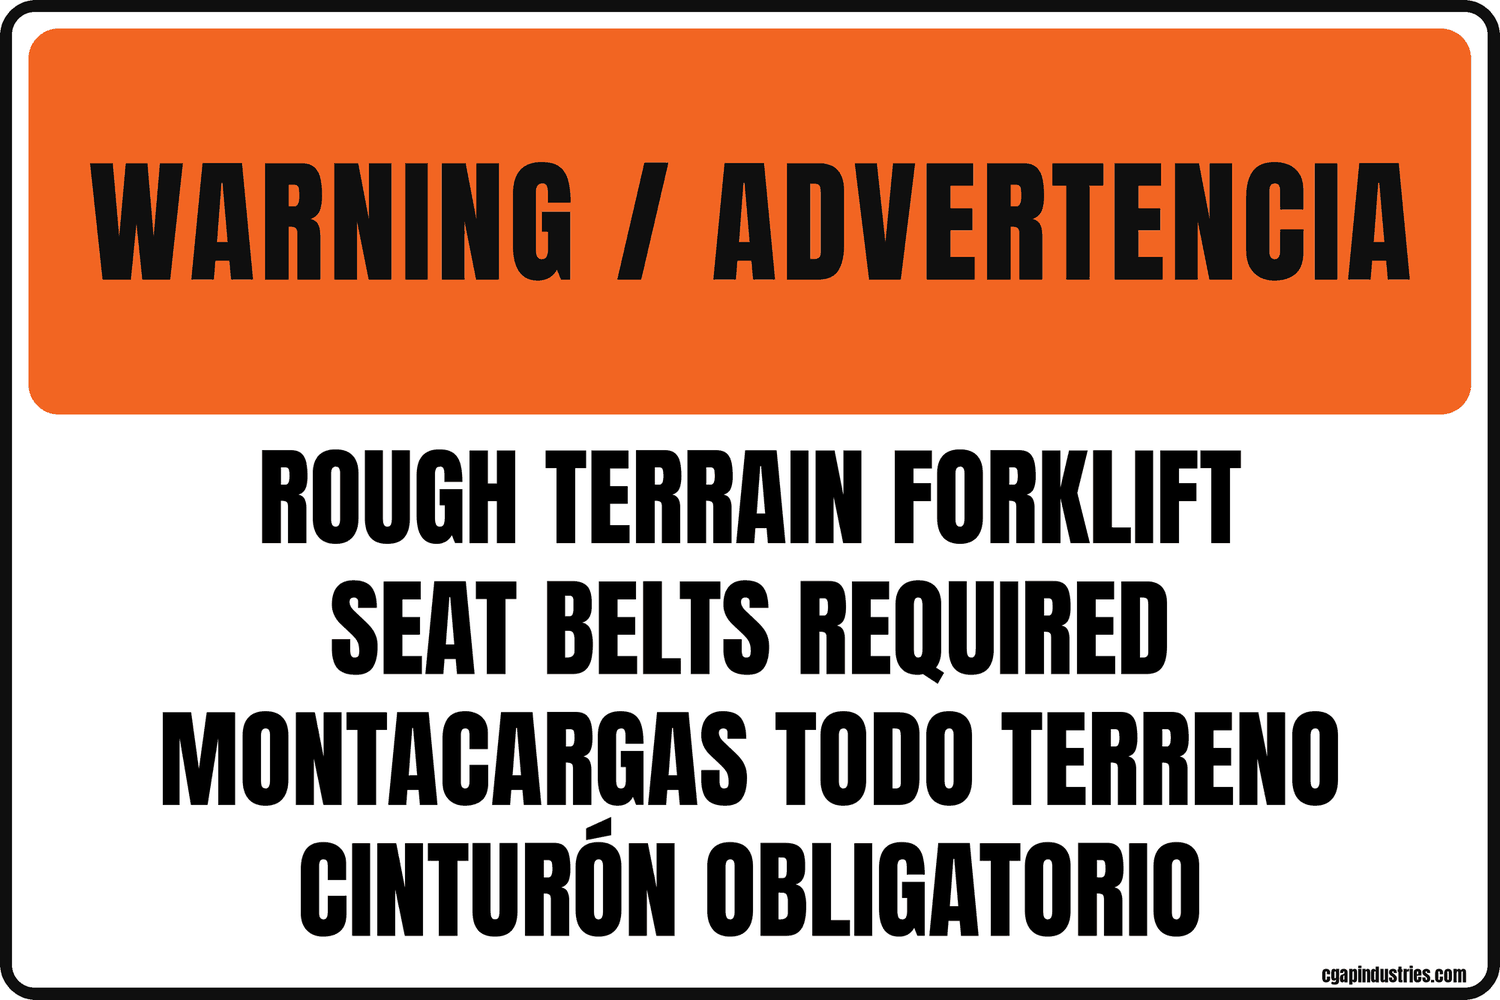 WARNING / ADVERTENCIA
ROUGH TERRAIN FORKLIFT
SEAT BELTS REQUIRED
MONTACARGAS TODO TERRENO
CINTURÓN OBLIGATORIO
cgapindustries.com